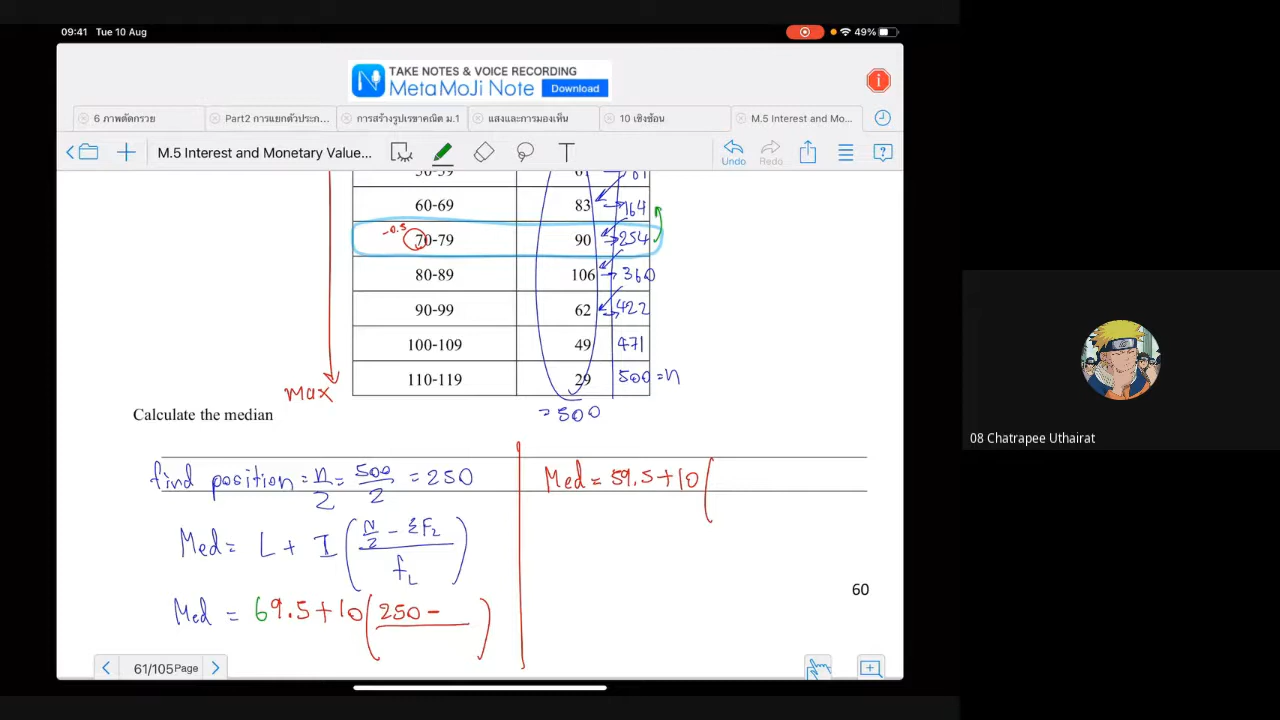 09:41 Tue 10 Aug
49%
TAKE NOTES & VOICE RECORDING
MetaMoJi Note Download
6 ภาพตัดกรวย
Part2 การแยกตัวประก...
การสร้างรูปเรขาคณิต ม.1
แสงและการมองเห็น
10 เชิงซ้อน
M.5 Interest and Mo...
M.5 Interest and Monetary Value...
T
Undo
Redo
60-69 83 164
-0.5
70-79 90 254
80-89 106 360
90-99 62 422
100-109 49 471
110-119 29 500 = n
max
= 500
Calculate the median
find position = n/2 = 500/2 = 250
Med = L + I ( (N/2 - ΣF_L) / f_L )
Med = 69.5 + 10 ( 250 -
Med = 59.5 + 10 (
60
61/105Page
08 Chatrapee Uthairat